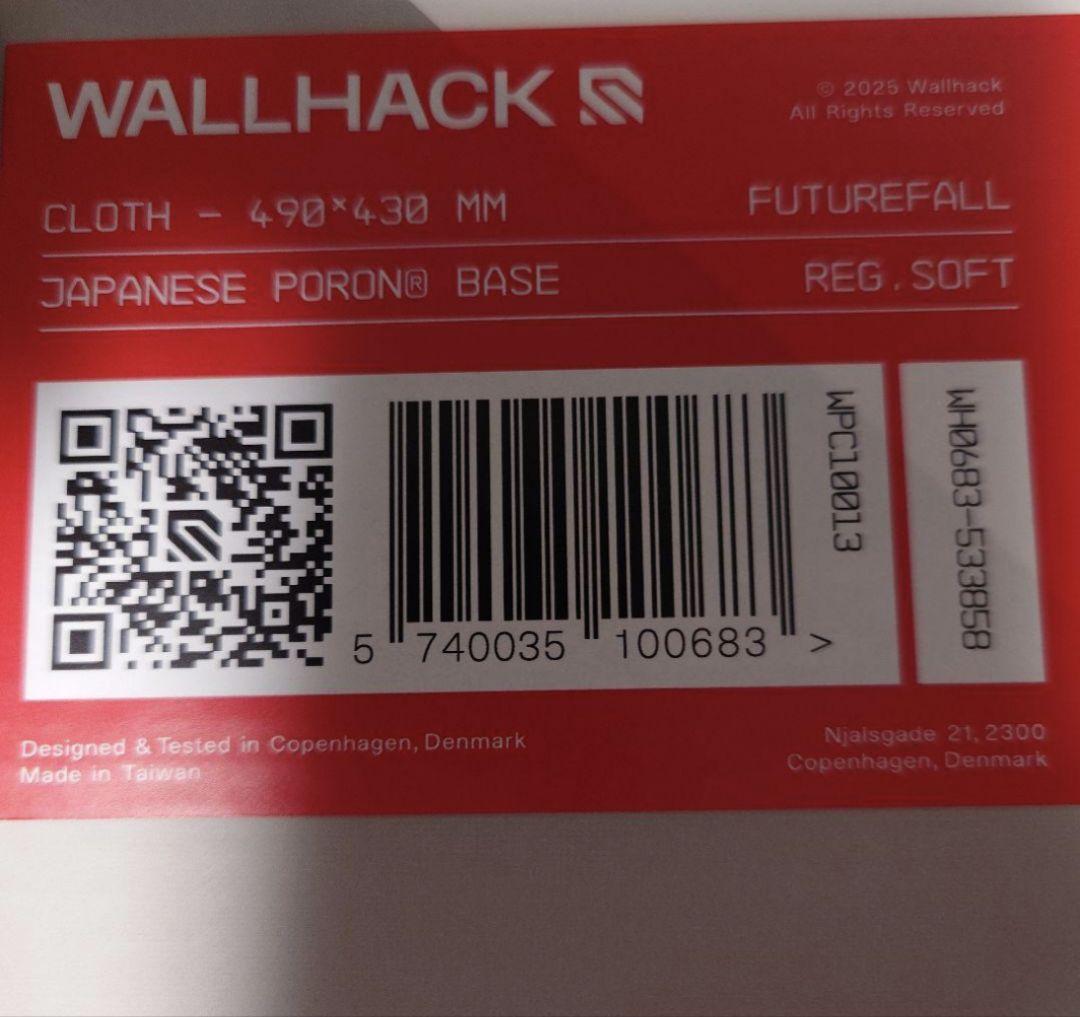 WALLHACK
© 2025 Wallhack
All Rights Reserved
CLOTH - 490×430 MM
FUTUREFALL
JAPANESE PORON® BASE
REG.SOFT
5 740035 100683 >
WPC10013
WH0683-533858
Designed & Tested in Copenhagen, Denmark
Made in Taiwan
Njalsgade 21, 2300
Copenhagen, Denmark